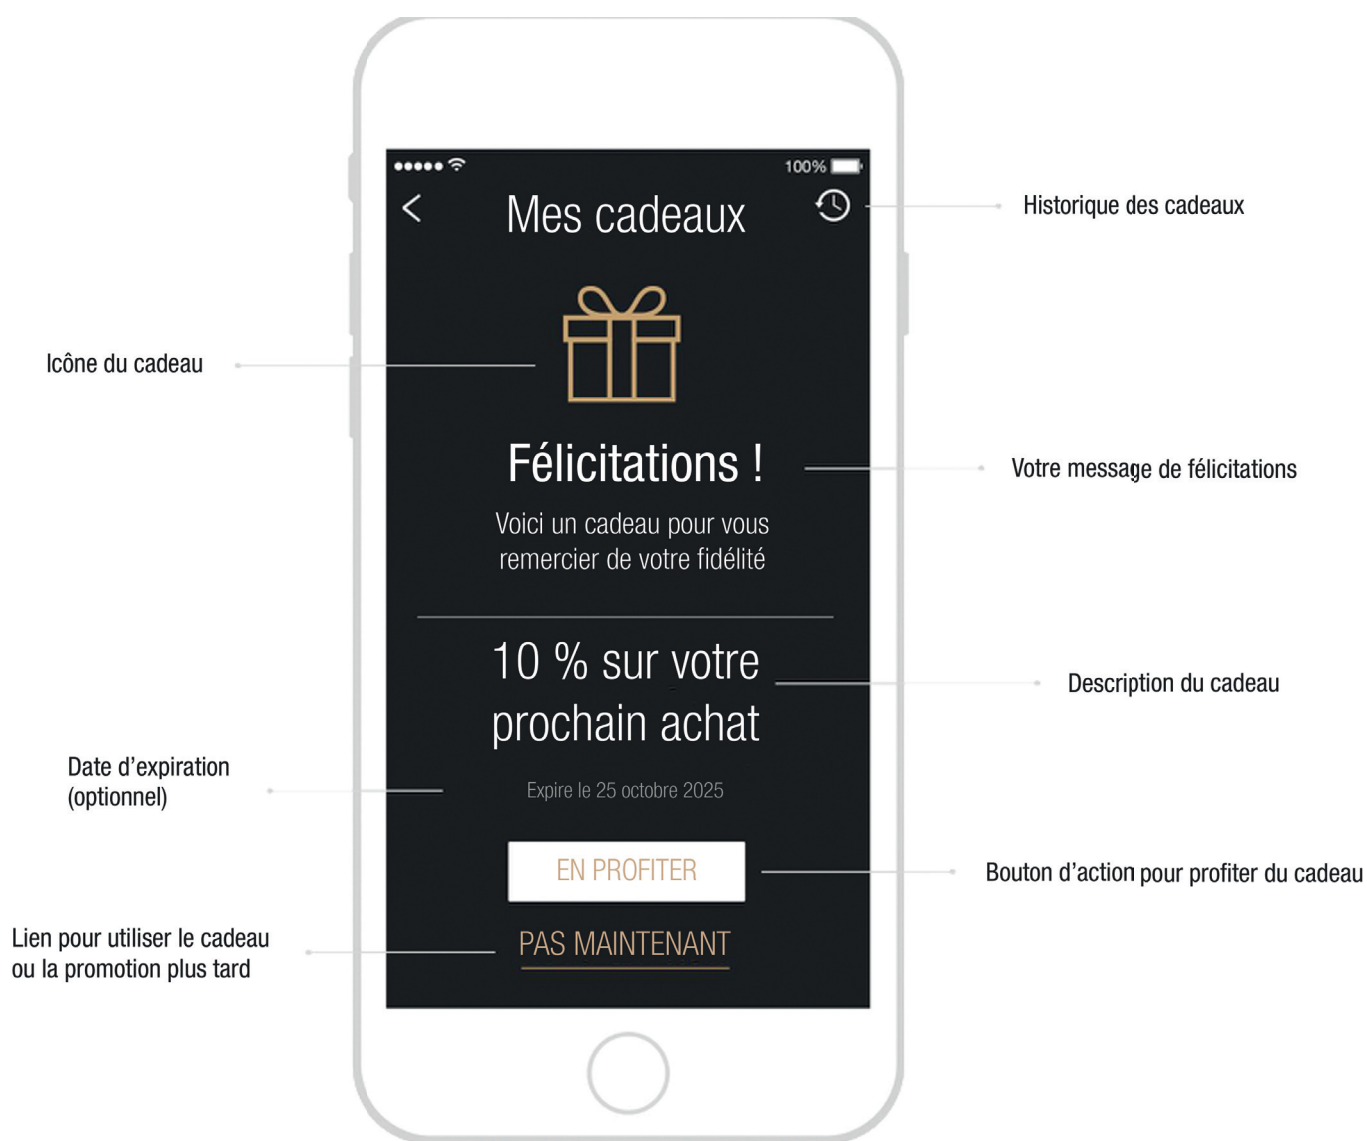 100%
Mes cadeaux
Historique des cadeaux
Icône du cadeau
Félicitations !
Votre message de félicitations
Voici un cadeau pour vous
remercier de votre fidélité
10 % sur votre
prochain achat
Description du cadeau
Date d’expiration
(optionnel)
Expire le 25 octobre 2025
EN PROFITER
Bouton d’action pour profiter du cadeau
Lien pour utiliser le cadeau
ou la promotion plus tard
PAS MAINTENANT